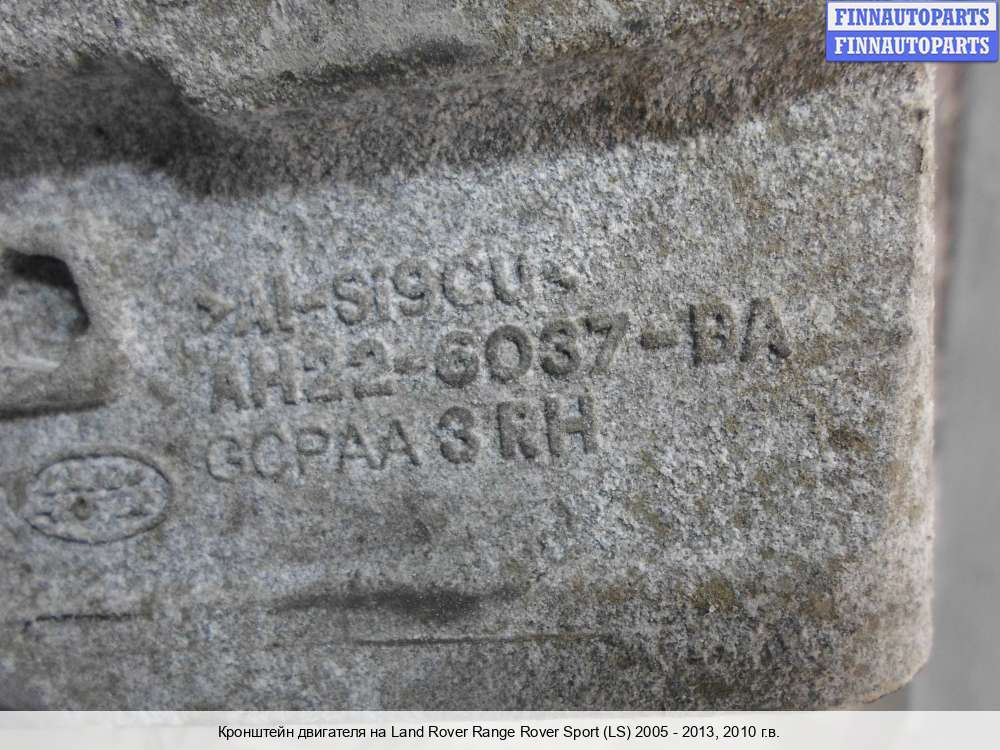 FINNAUTOPARTS
FINNAUTOPARTS
>Al-Si9CU<
AH22-6037-BA
GCPAA 3 RH
Кронштейн двигателя на Land Rover Range Rover Sport (LS) 2005 - 2013, 2010 г.в.